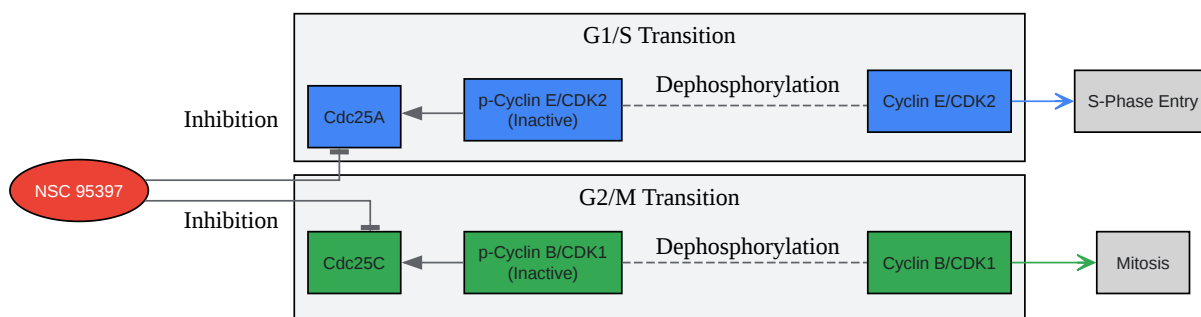 G1/S Transition
Inhibition
Cdc25A
p-Cyclin E/CDK2
(Inactive)
Dephosphorylation
Cyclin E/CDK2
S-Phase Entry
NSC 95397
G2/M Transition
Inhibition
Cdc25C
p-Cyclin B/CDK1
(Inactive)
Dephosphorylation
Cyclin B/CDK1
Mitosis